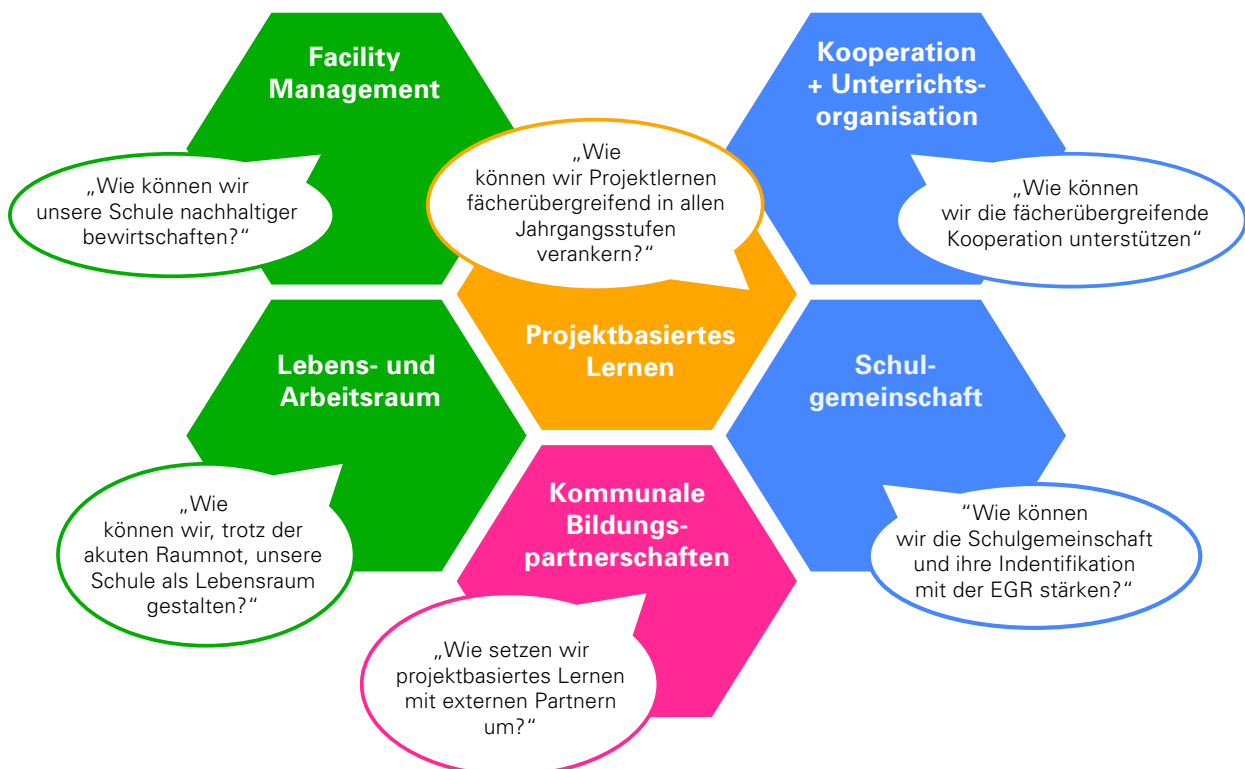 Facility
Management
„Wie können wir
unsere Schule nachhaltiger
bewirtschaften?“
„Wie
können wir Projektlernen
fächerübergreifend in allen
Jahrgangsstufen
verankern?“
Projektbasiertes
Lernen
Kooperation
+ Unterrichts-
organisation
„Wie können
wir die fächerübergreifende
Kooperation unterstützen“
Lebens- und
Arbeitsraum
„Wie
können wir, trotz der
akuten Raumnot, unsere
Schule als Lebensraum
gestalten?“
Kommunale
Bildungs-
partnerschaften
„Wie setzen wir
projektbasiertes Lernen
mit externen Partnern
um?“
Schul-
gemeinschaft
“Wie können
wir die Schulgemeinschaft
und ihre Indentifikation
mit der EGR stärken?“